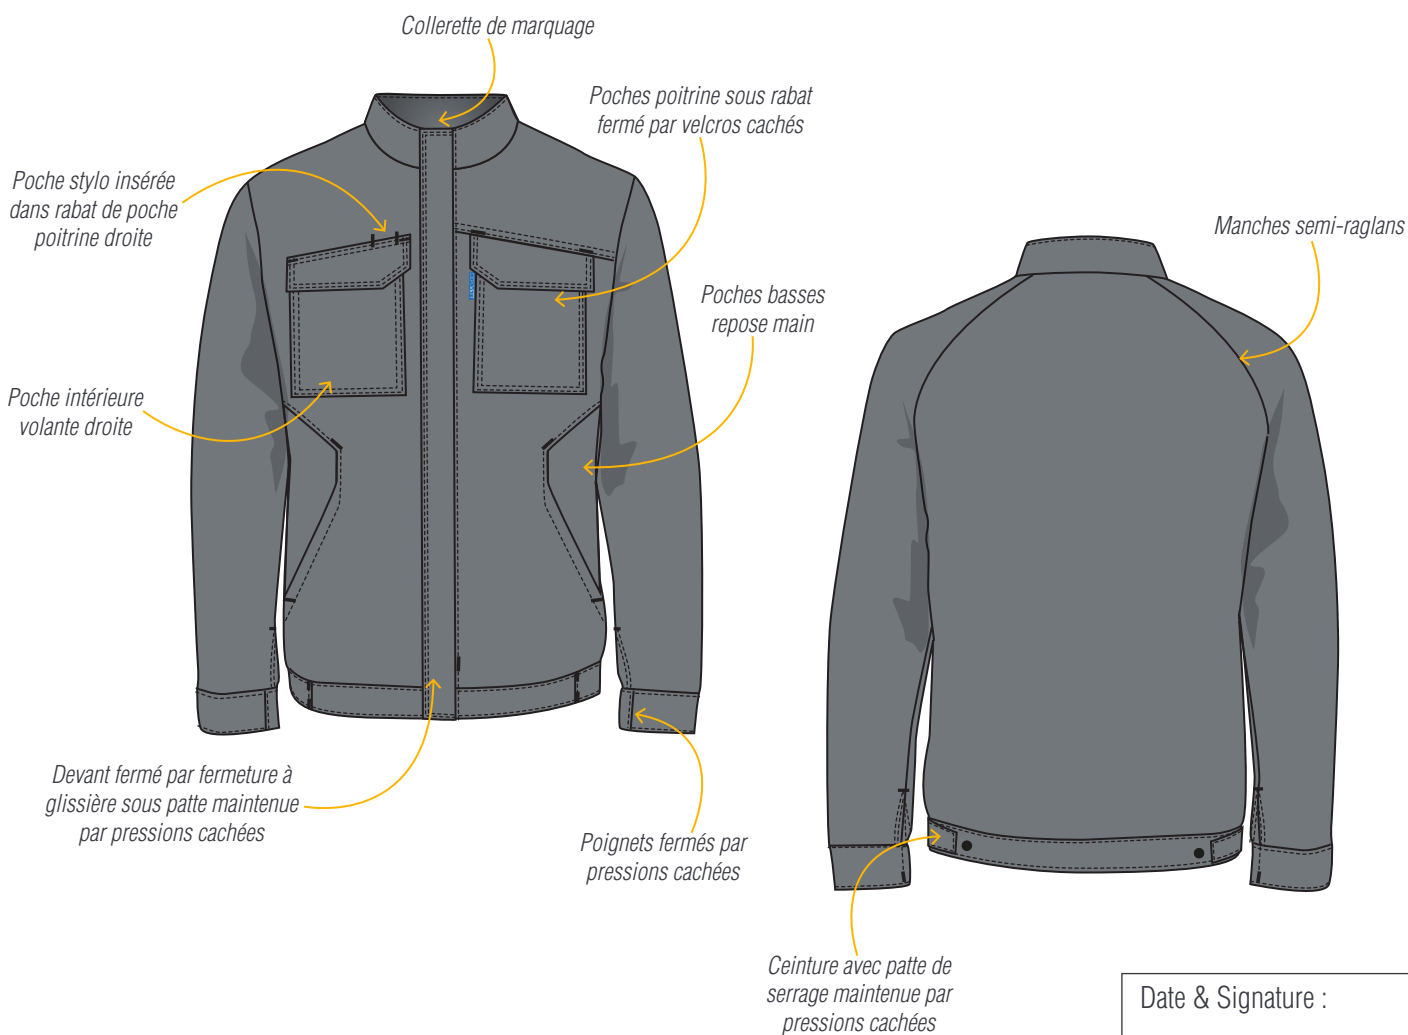 Collerette de marquage
Poches poitrine sous rabat
fermé par velcros cachés
Poche stylo insérée
dans rabat de poche
poitrine droite
Manches semi-raglans
Poches basses
repose main
Poche intérieure
volante droite
Devant fermé par fermeture à
glissière sous patte maintenue
par pressions cachées
Poignets fermés par
pressions cachées
Ceinture avec patte de
serrage maintenue par
pressions cachées
Date & Signature :